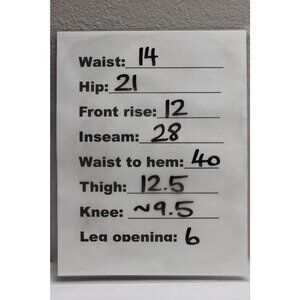 Waist: 14
Hip: 21
Front rise: 12
Inseam: 28
Waist to hem: 40
Thigh: 12.5
Knee: ~9.5
Leg opening: 6